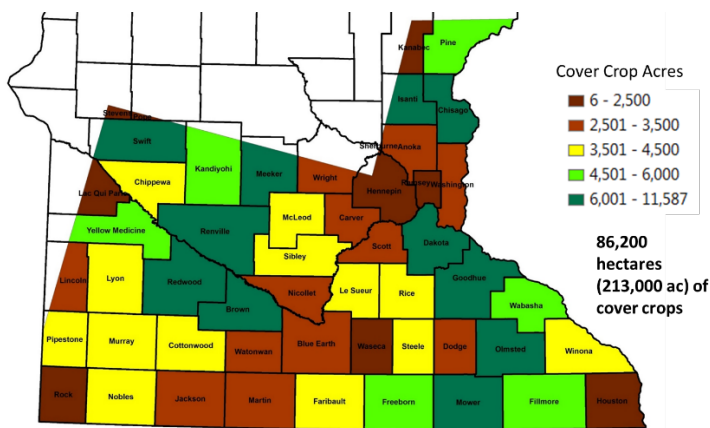 Kanabec
Pine
Cover Crop Acres
6 - 2,500
2,501 - 3,500
3,501 - 4,500
4,501 - 6,000
6,001 - 11,587
86,200
hectares
(213,000 ac) of
cover crops
Isanti
Chisago
Stevens
Pope
Swift
Sherburne
Anoka
Kandiyohi
Meeker
Wright
Hennepin
Ramsey
Washington
Lac Qui Parle
Chippewa
McLeod
Carver
Yellow Medicine
Renville
Scott
Dakota
Sibley
Lincoln
Lyon
Redwood
Nicollet
Le Sueur
Rice
Goodhue
Wabasha
Brown
Pipestone
Murray
Cottonwood
Watonwan
Blue Earth
Waseca
Steele
Dodge
Olmsted
Winona
Rock
Nobles
Jackson
Martin
Faribault
Freeborn
Mower
Fillmore
Houston